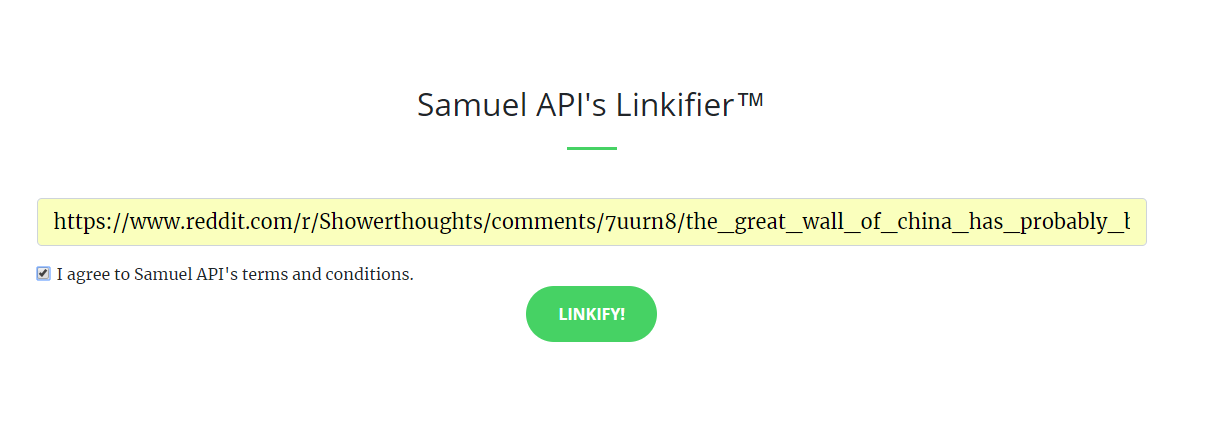 Samuel API's Linkifier™
https://www.reddit.com/r/Showerthoughts/comments/7uurn8/the_great_wall_of_china_has_probably_
I agree to Samuel API's terms and conditions.
LINKIFY!